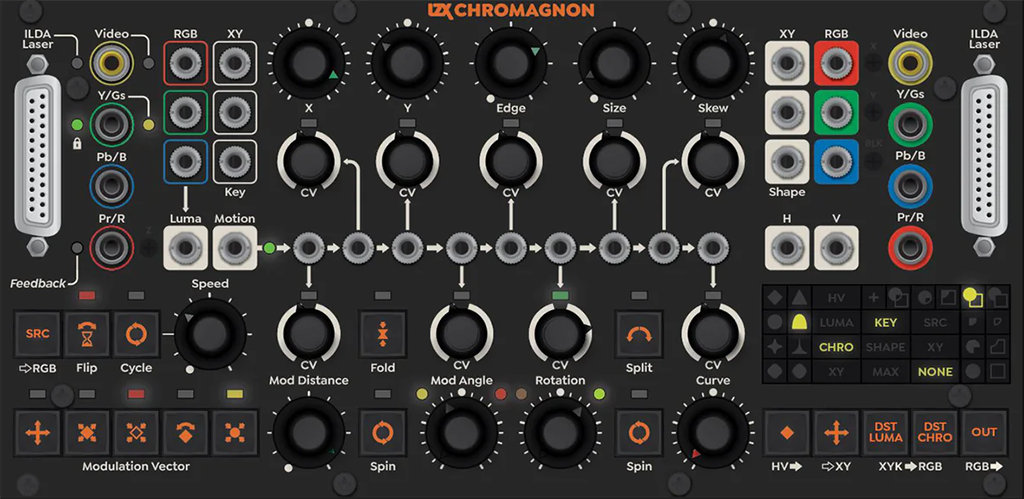 LZX CHROMAGNON
ILDA
Laser
Video
RGB
XY
XY
RGB
Video
ILDA
Laser
Y/Gs
X
Y
Edge
Size
Skew
Y/Gs
Pb/B
BLK
Pb/B
Key
CV
CV
CV
CV
CV
Shape
Pr/R
Luma
Motion
H
V
Pr/R
Feedback
Speed
HV
SRC
LUMA
KEY
SRC
⇨RGB
Flip
Cycle
CV
Fold
CV
CV
Split
CV
CHRO
SHAPE
XY
Mod Distance
Mod Angle
Rotation
Curve
XY
MAX
NONE
DST
LUMA
DST
CHRO
OUT
Modulation Vector
Spin
Spin
HV➡
⇨XY
XYK➡RGB
RGB➡